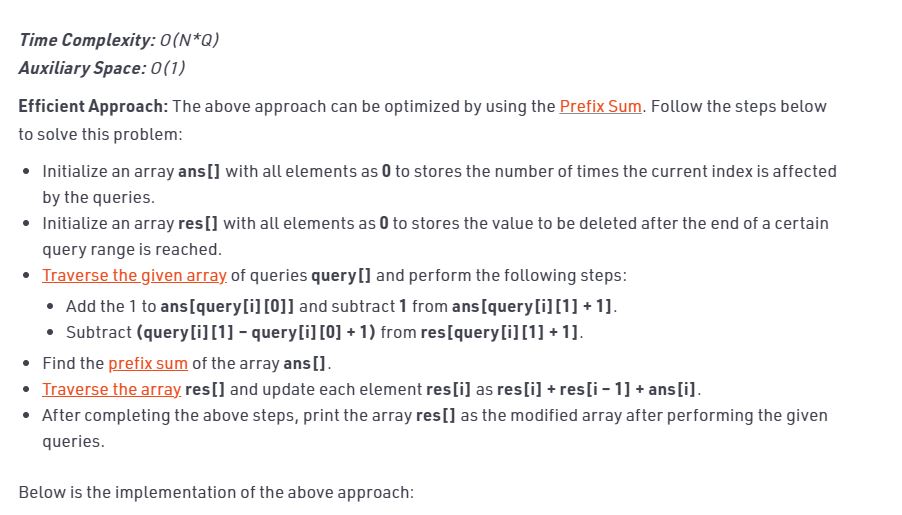 Time Complexity: O(N*Q)
Auxiliary Space: O(1)
Efficient Approach: The above approach can be optimized by using the Prefix Sum. Follow the steps below
to solve this problem:
• Initialize an array ans[] with all elements as 0 to stores the number of times the current index is affected
by the queries.
• Initialize an array res[] with all elements as 0 to stores the value to be deleted after the end of a certain
query range is reached.
• Traverse the given array of queries query[] and perform the following steps:
• Add the 1 to ans[query[i][0]] and subtract 1 from ans[query[i][1] + 1].
• Subtract (query[i][1] – query[i][0] + 1) from res[query[i][1] + 1].
• Find the prefix sum of the array ans[].
• Traverse the array res[] and update each element res[i] as res[i] + res[i – 1] + ans[i].
• After completing the above steps, print the array res[] as the modified array after performing the given
queries.
Below is the implementation of the above approach: